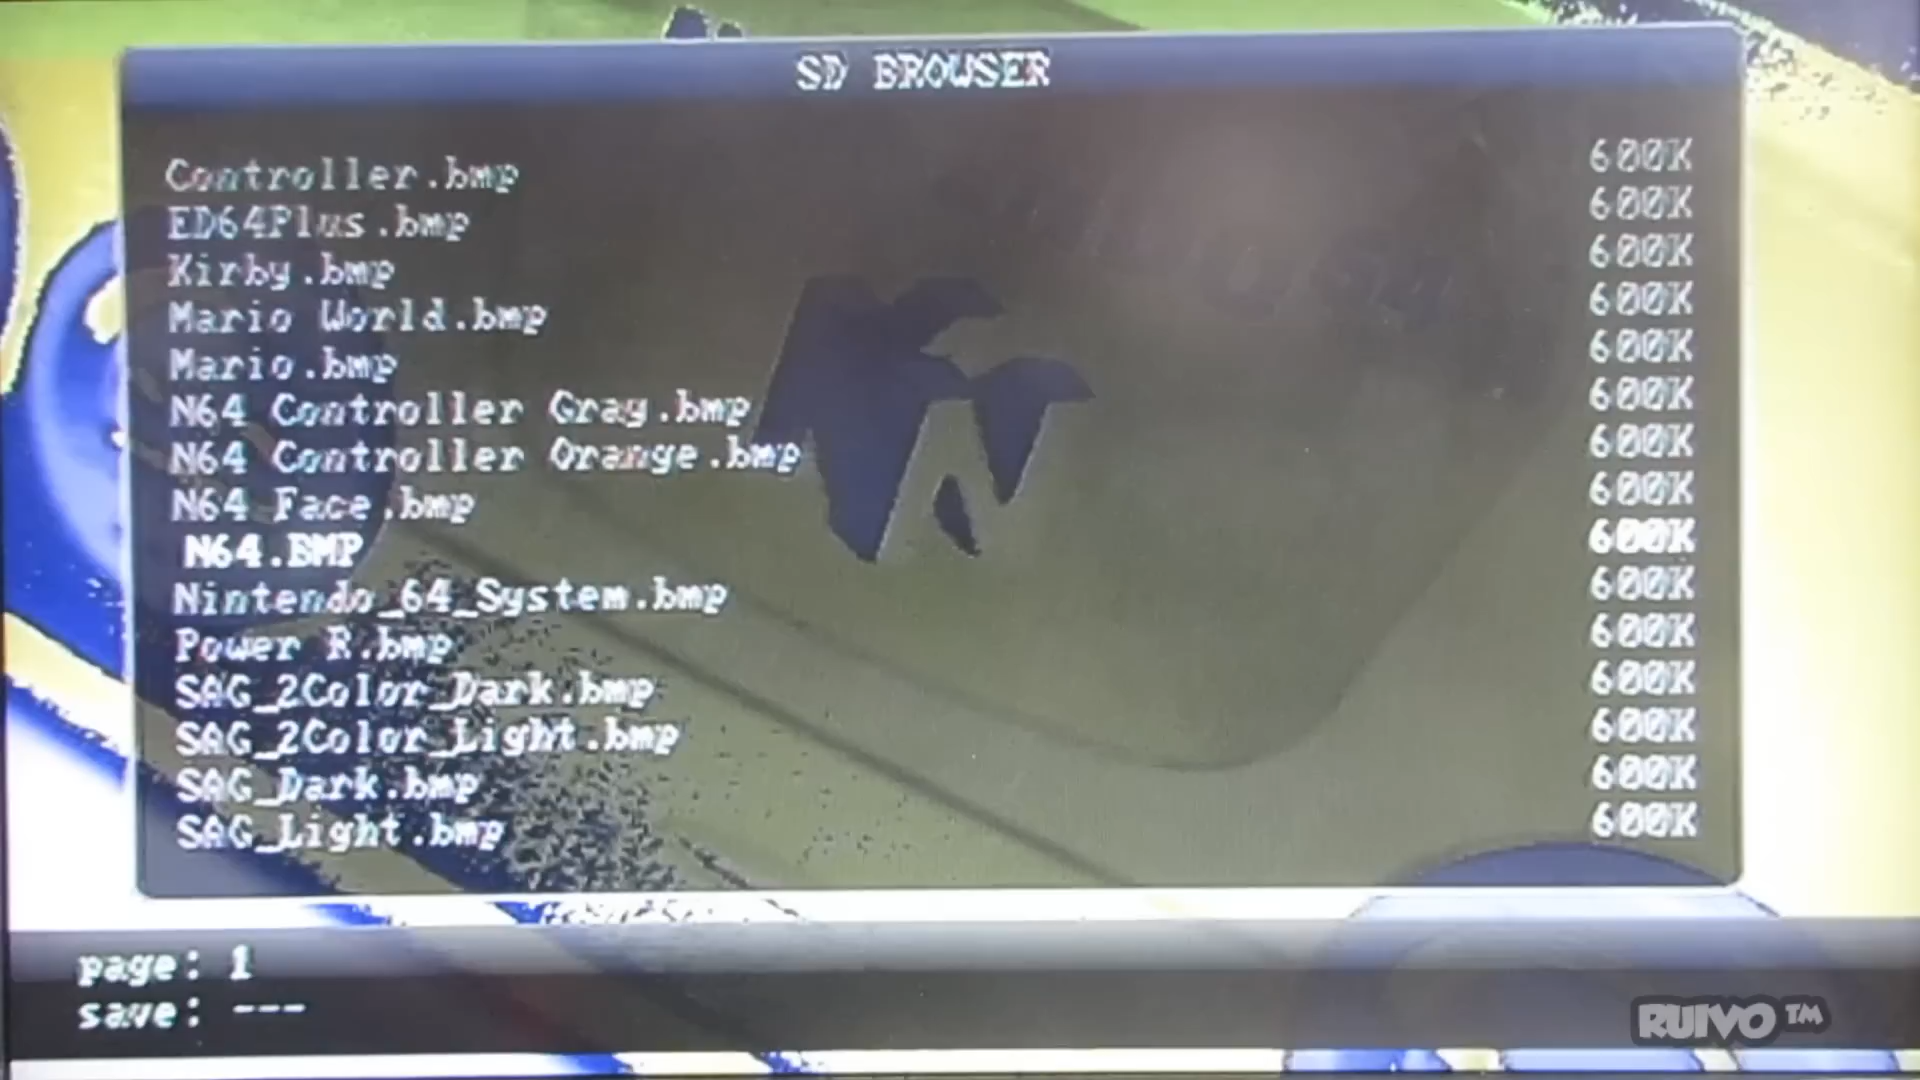 SD BROWSER
Controller.bmp 600K
ED64Plus.bmp 600K
Kirby.bmp 600K
Mario World.bmp 600K
Mario.bmp 600K
N64 Controller Gray.bmp 600K
N64 Controller Orange.bmp 600K
N64 Face.bmp 600K
N64.BMP 600K
Nintendo_64_System.bmp 600K
Power R.bmp 600K
SAG_2Color_Dark.bmp 600K
SAG_2Color_Light.bmp 600K
SAG_Dark.bmp 600K
SAG_Light.bmp 600K
page: 1
save: ---
RUIVO™